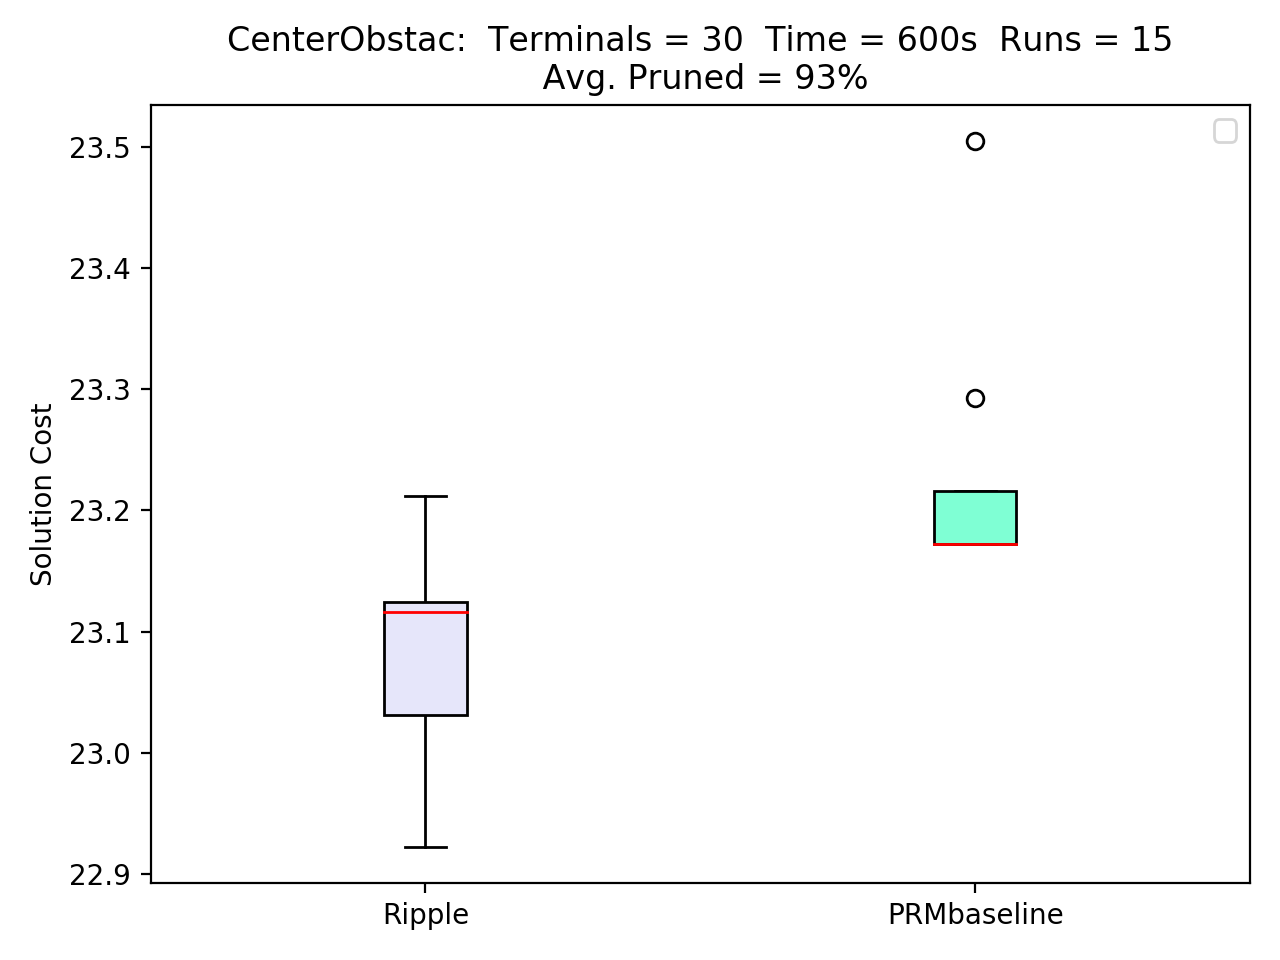 CenterObstac:  Terminals = 30  Time = 600s  Runs = 15
Avg. Pruned = 93%
23.5
23.4
23.3
23.2
23.1
23.0
22.9
Solution Cost
Ripple
PRMbaseline